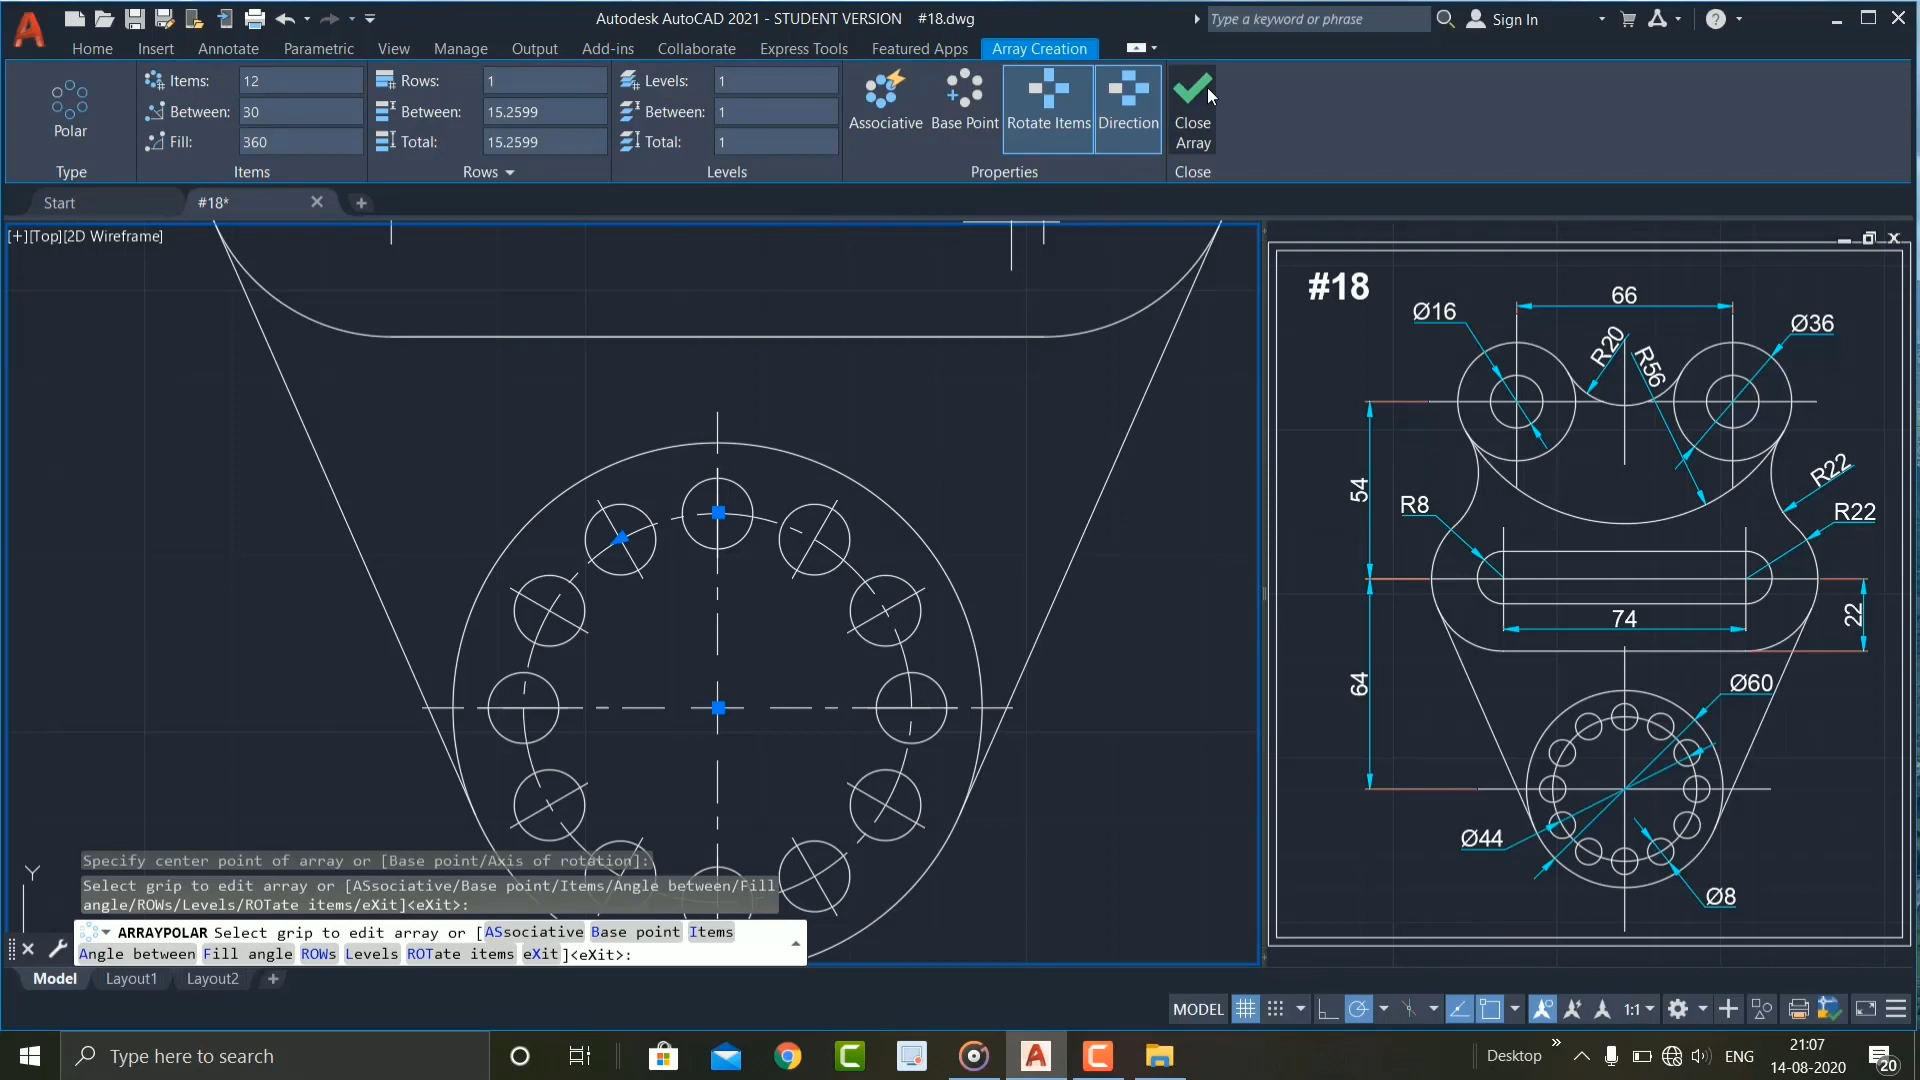 Autodesk AutoCAD 2021 - STUDENT VERSION #18.dwg
Type a keyword or phrase
Sign In
Home Insert Annotate Parametric View Manage Output Add-ins Collaborate Express Tools Featured Apps Array Creation
Polar
Type
Items: 12
Between: 30
Fill: 360
Items
Rows: 1
Between: 15.2599
Total: 15.2599
Rows
Levels: 1
Between: 1
Total: 1
Levels
Associative Base Point Rotate Items Direction
Properties
Close
Array
Close
Start #18*
[+][Top][2D Wireframe]
#18
66
Ø16
Ø36
R20
R56
54
R22
R8
R22
74
22
64
Ø60
Ø44
Ø8
Y
Specify center point of array or [Base point/Axis of rotation]:
Select grip to edit array or [ASsociative/Base point/Items/Angle between/Fill
angle/ROWs/Levels/ROTate items/eXit]<eXit>:
ARRAYPOLAR Select grip to edit array or [ASsociative Base point Items
Angle between Fill angle ROWs Levels ROTate items eXit]<eXit>:
Model Layout1 Layout2
MODEL 1:1
Type here to search
Desktop ENG
21:07
14-08-2020
20